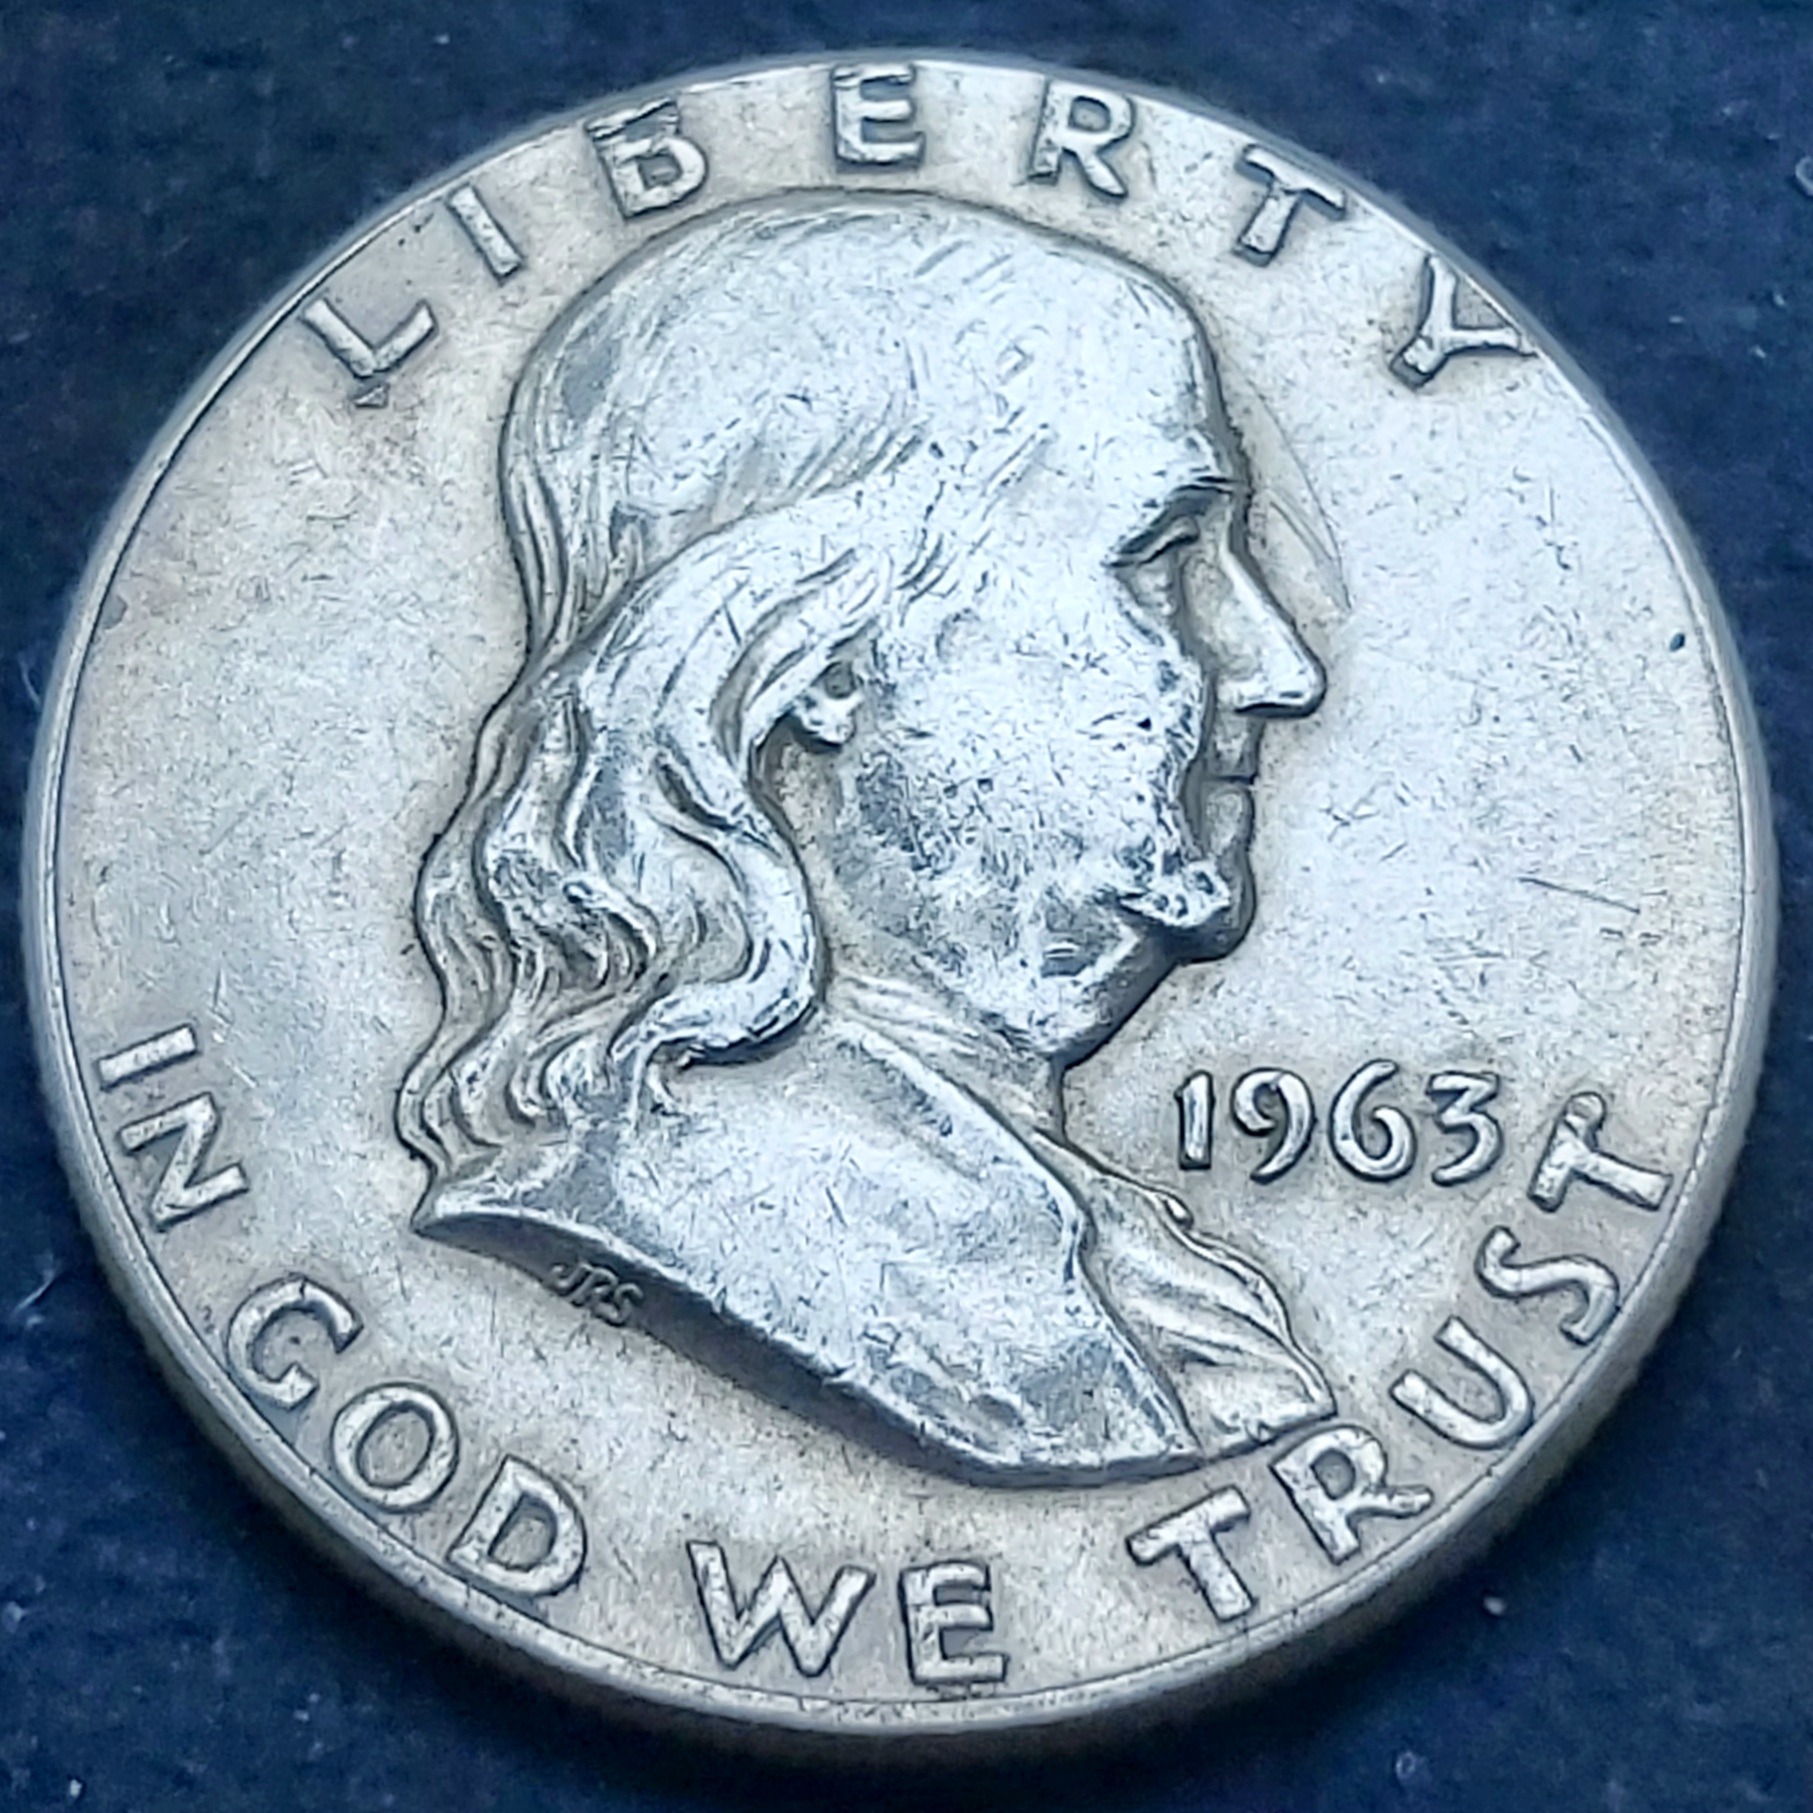 LIBERTY
1963
JRS
IN GOD WE TRUST